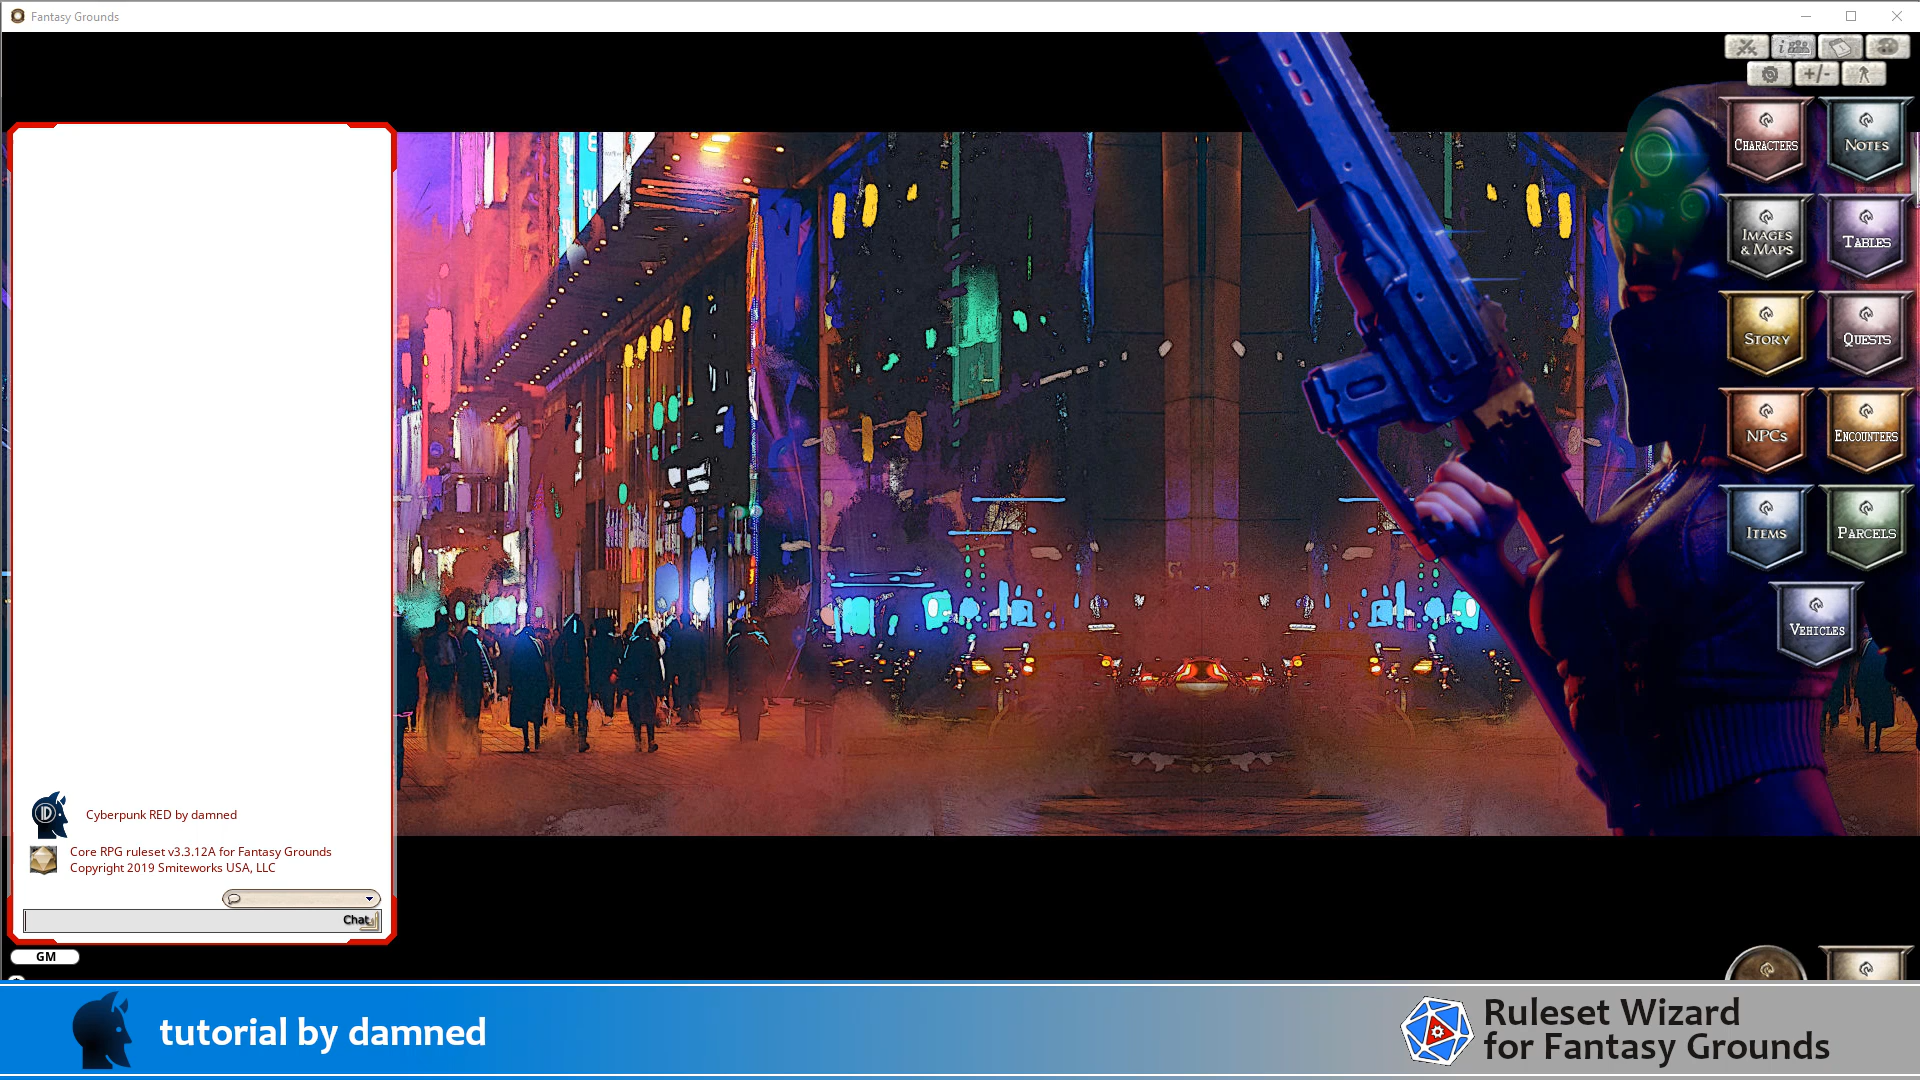 Fantasy Grounds
+/-
CHARACTERS
NOTES
IMAGES
& MAPS
TABLES
STORY
QUESTS
NPCS
ENCOUNTERS
ITEMS
PARCELS
VEHICLES
Cyberpunk RED by damned
Core RPG ruleset v3.3.12A for Fantasy Grounds
Copyright 2019 Smiteworks USA, LLC
Chat
GM
tutorial by damned
Ruleset Wizard
for Fantasy Grounds